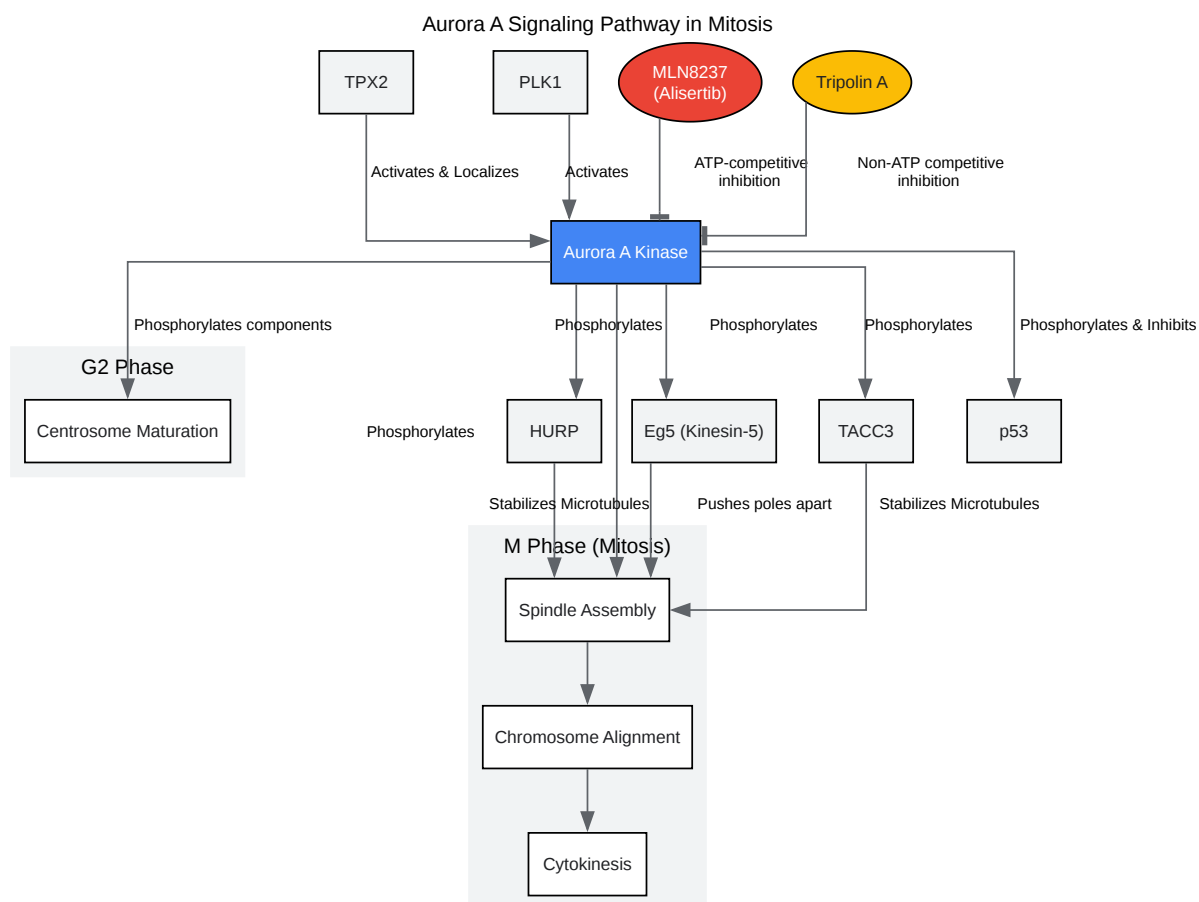 Aurora A Signaling Pathway in Mitosis
TPX2
PLK1
MLN8237
(Alisertib)
Tripolin A
Activates & Localizes
Activates
ATP-competitive
inhibition
Non-ATP competitive
inhibition
Aurora A Kinase
Phosphorylates components
Phosphorylates
Phosphorylates
Phosphorylates
Phosphorylates & Inhibits
G2 Phase
Centrosome Maturation
Phosphorylates
HURP
Eg5 (Kinesin-5)
TACC3
p53
Stabilizes Microtubules
Pushes poles apart
Stabilizes Microtubules
M Phase (Mitosis)
Spindle Assembly
Chromosome Alignment
Cytokinesis